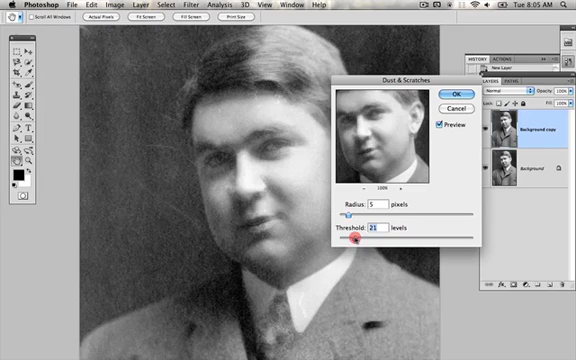 Photoshop File Edit Image Layer Select Filter Analysis 3D View Window Help Tue 8:05 AM
Scroll All Windows Actual Pixels Fit Screen Fill Screen Print Size
HISTORY ACTIONS
New Layer
Dust & Scratches
OK
Cancel
Preview
100%
Radius: 5 pixels
Threshold: 21 levels
LAYERS PATHS
Normal Opacity: 100%
Lock: Fill: 100%
Background copy
Background